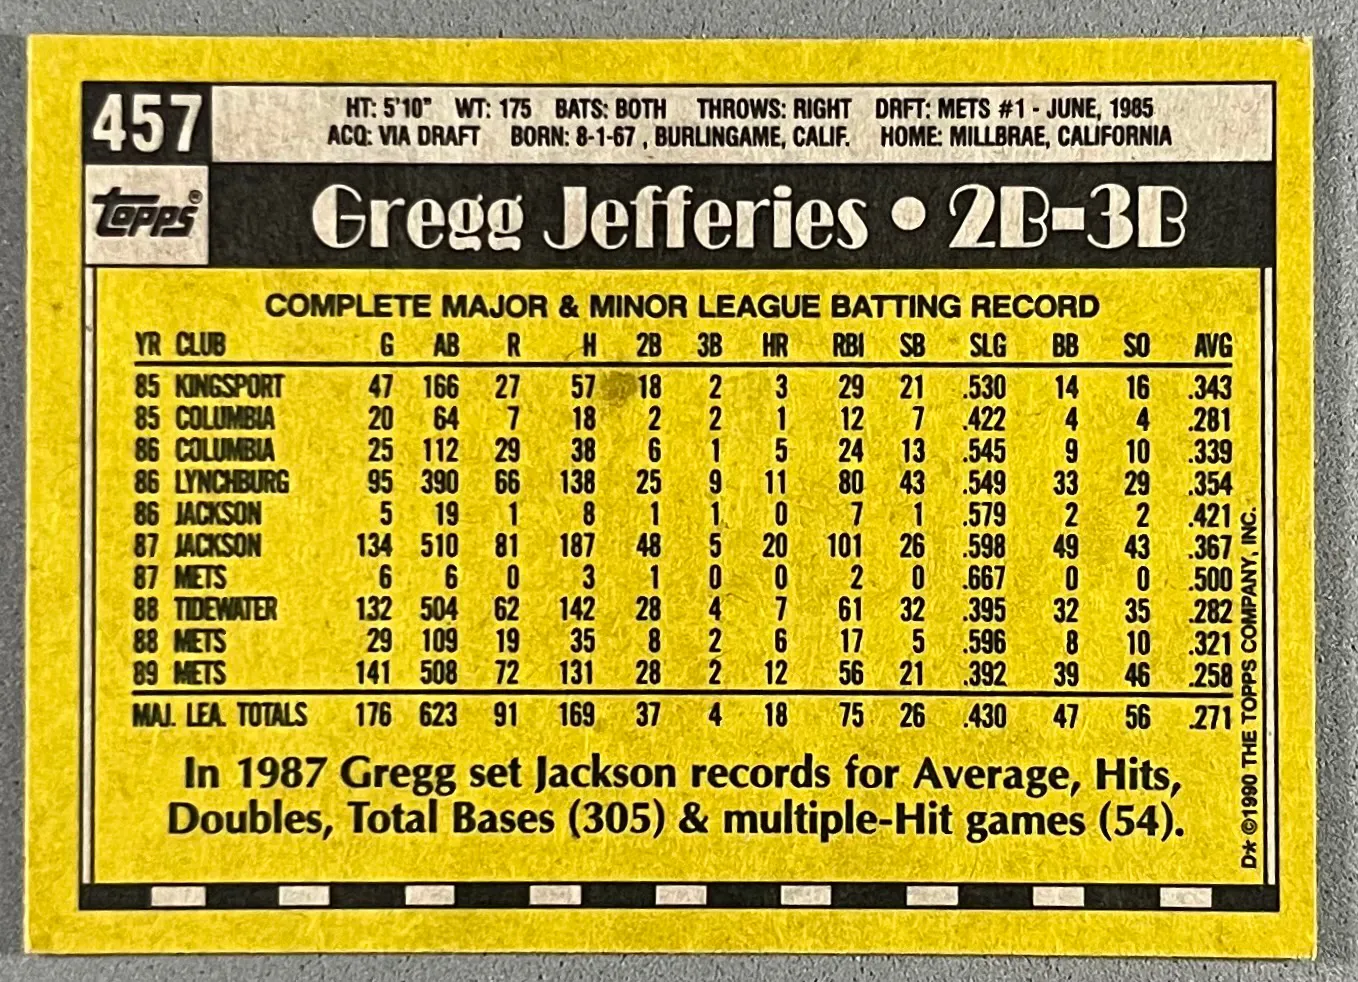 457
HT: 5'10" WT: 175 BATS: BOTH THROWS: RIGHT DRFT: METS #1 - JUNE, 1985
ACQ: VIA DRAFT BORN: 8-1-67 , BURLINGAME, CALIF. HOME: MILLBRAE, CALIFORNIA
topps®
Gregg Jefferies • 2B-3B
COMPLETE MAJOR & MINOR LEAGUE BATTING RECORD
YR CLUB G AB R H 2B 3B HR RBI SB SLG BB SO AVG
85 KINGSPORT 47 166 27 57 18 2 3 29 21 .530 14 16 .343
85 COLUMBIA 20 64 7 18 2 2 1 12 7 .422 4 4 .281
86 COLUMBIA 25 112 29 38 6 1 5 24 13 .545 9 10 .339
86 LYNCHBURG 95 390 66 138 25 9 11 80 43 .549 33 29 .354
86 JACKSON 5 19 1 8 1 1 0 7 1 .579 2 2 .421
87 JACKSON 134 510 81 187 48 5 20 101 26 .598 49 43 .367
87 METS 6 6 0 3 1 0 0 2 0 .667 0 0 .500
88 TIDEWATER 132 504 62 142 28 4 7 61 32 .395 32 35 .282
88 METS 29 109 19 35 8 2 6 17 5 .596 8 10 .321
89 METS 141 508 72 131 28 2 12 56 21 .392 39 46 .258
MAJ. LEA. TOTALS 176 623 91 169 37 4 18 75 26 .430 47 56 .271
In 1987 Gregg set Jackson records for Average, Hits,
Doubles, Total Bases (305) & multiple-Hit games (54).
D* ©1990 THE TOPPS COMPANY, INC.